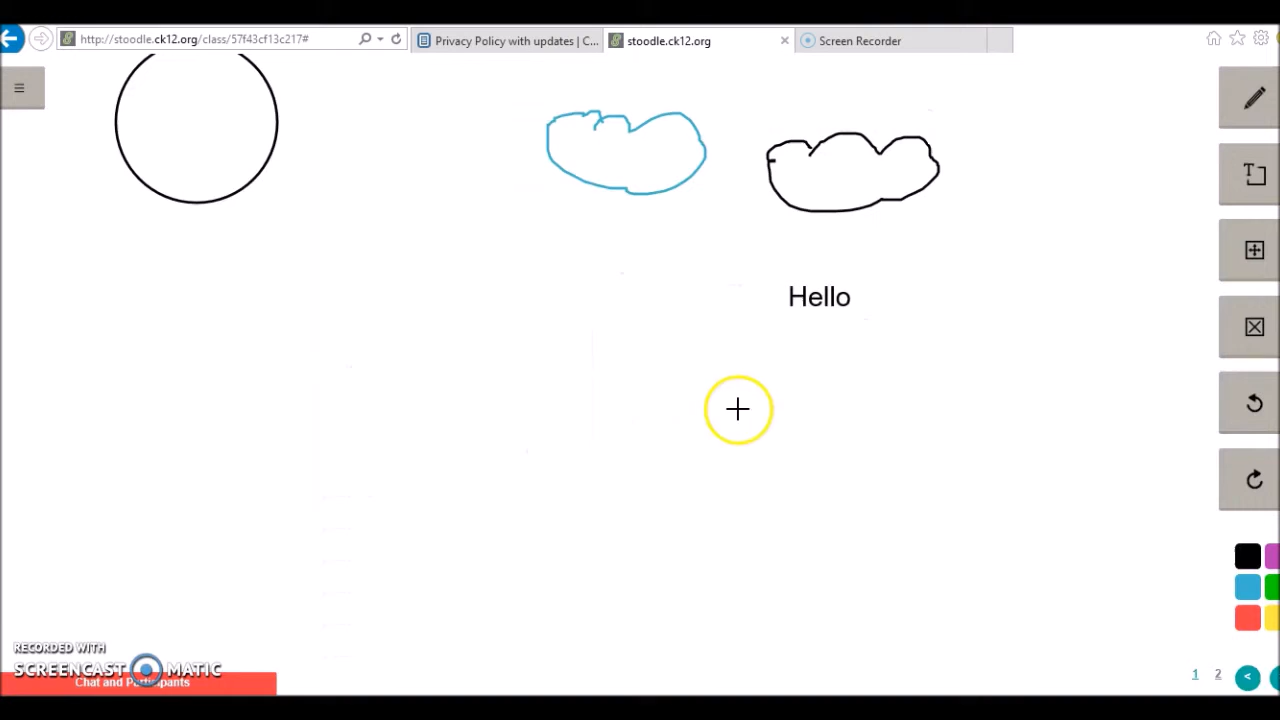 http://stoodle.ck12.org/class/57f43cf13c217#
Privacy Policy with updates | C...
stoodle.ck12.org
Screen Recorder
Hello
T
RECORDED WITH
SCREENCAST MATIC
Chat and Participants
1 2
<